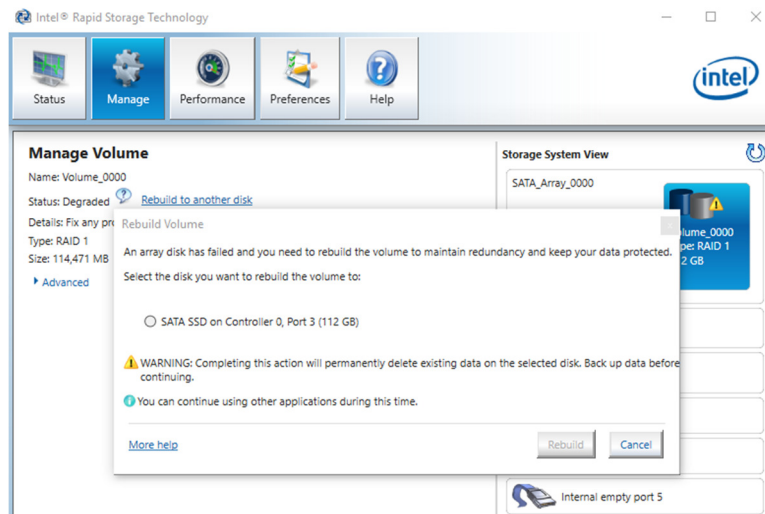 Intel® Rapid Storage Technology
Status
Manage
Performance
Preferences
Help
intel
Manage Volume
Name: Volume_0000
Status: Degraded
Rebuild to another disk
Details: Fix any pro
Type: RAID 1
Size: 114,471 MB
Advanced
Rebuild Volume
An array disk has failed and you need to rebuild the volume to maintain redundancy and keep your data protected.
Select the disk you want to rebuild the volume to:
SATA SSD on Controller 0, Port 3 (112 GB)
WARNING: Completing this action will permanently delete existing data on the selected disk. Back up data before
continuing.
You can continue using other applications during this time.
More help
Rebuild
Cancel
Storage System View
SATA_Array_0000
olume_0000
pe: RAID 1
2 GB
Internal empty port 5